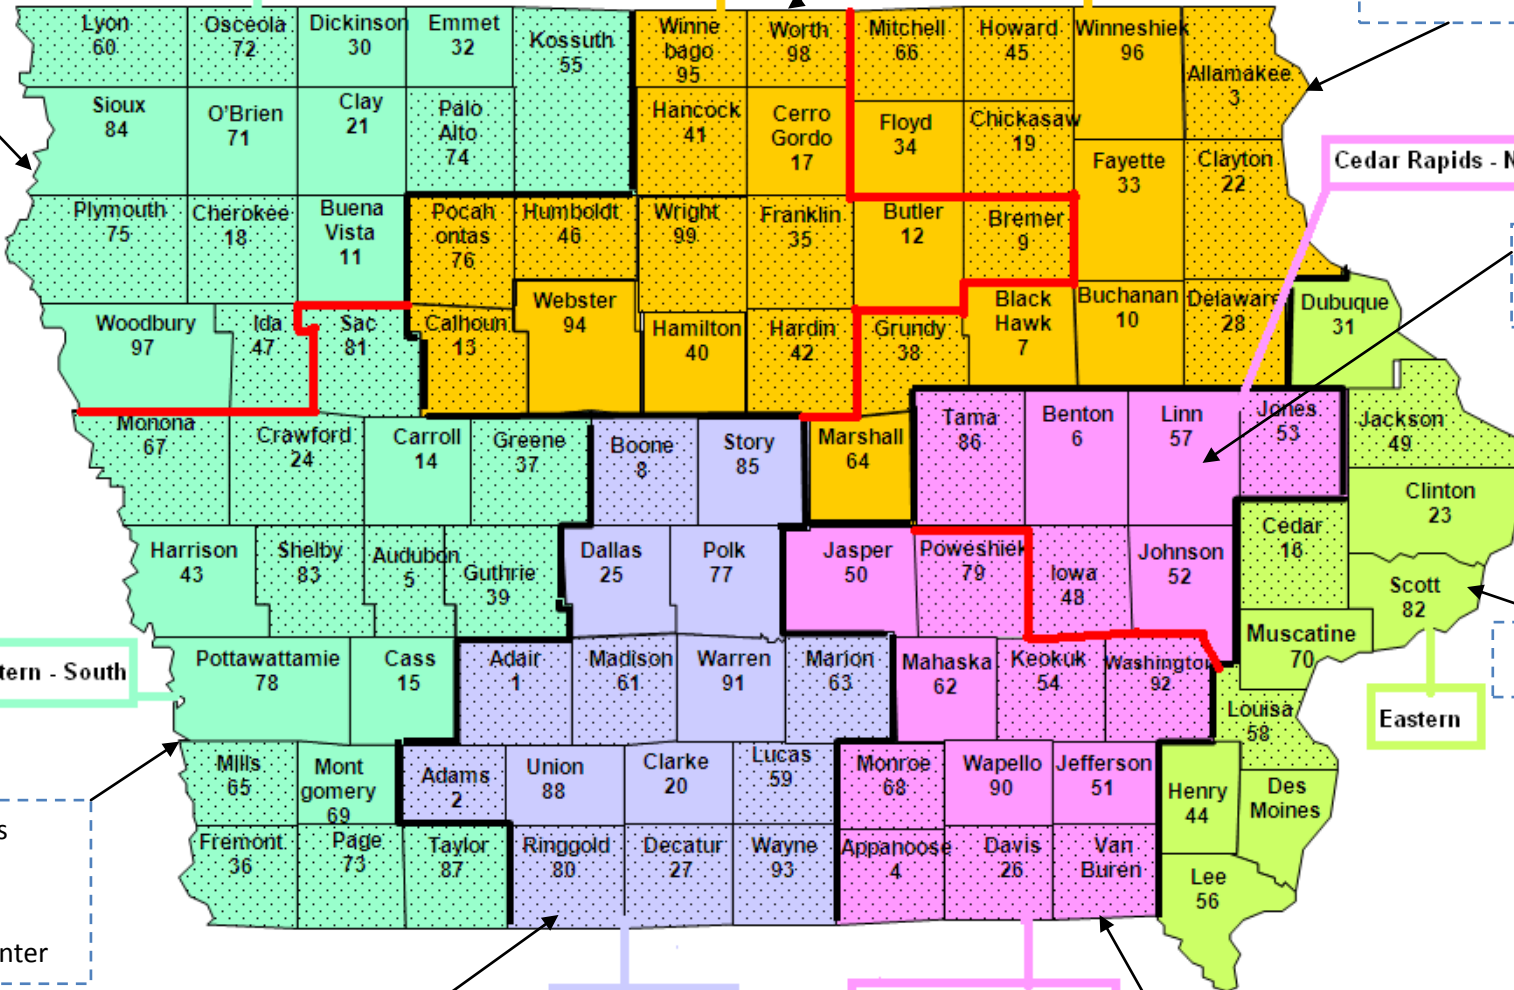 Lyon
60
Osceola
72
Dickinson
30
Emmet
32
Kossuth
55
Winne
bago
95
Worth
98
Mitchell
66
Howard
45
Winneshiek
96
Allamakee
3
Sioux
84
O'Brien
71
Clay
21
Palo
Alto
74
Hancock
41
Cerro
Gordo
17
Floyd
34
Chickasaw
19
Fayette
33
Clayton
22
Cedar Rapids - N
Plymouth
75
Cherokee
18
Buena
Vista
11
Pocah
ontas
76
Humboldt
46
Wright
99
Franklin
35
Butler
12
Bremer
9
Woodbury
97
Ida
47
Sac
81
Calhoun
13
Webster
94
Hamilton
40
Hardin
42
Grundy
38
Black
Hawk
7
Buchanan
10
Delaware
28
Dubuque
31
Monona
67
Crawford
24
Carroll
14
Greene
37
Boone
8
Story
85
Marshall
64
Tama
86
Benton
6
Linn
57
Jones
53
Jackson
49
Clinton
23
Harrison
43
Shelby
83
Audubon
5
Guthrie
39
Dallas
25
Polk
77
Jasper
50
Poweshiek
79
Iowa
48
Johnson
52
Cedar
16
Scott
82
Muscatine
70
tern - South
Pottawattamie
78
Cass
15
Adair
1
Madison
61
Warren
91
Marion
63
Mahaska
62
Keokuk
54
Washington
92
Louisa
58
Eastern
Mills
65
Mont
gomery
69
Adams
2
Union
88
Clarke
20
Lucas
59
Monroe
68
Wapello
90
Jefferson
51
Henry
44
Des
Moines
s
Fremont
36
Page
73
Taylor
87
Ringgold
80
Decatur
27
Wayne
93
Appanoose
4
Davis
26
Van
Buren
Lee
56
nter